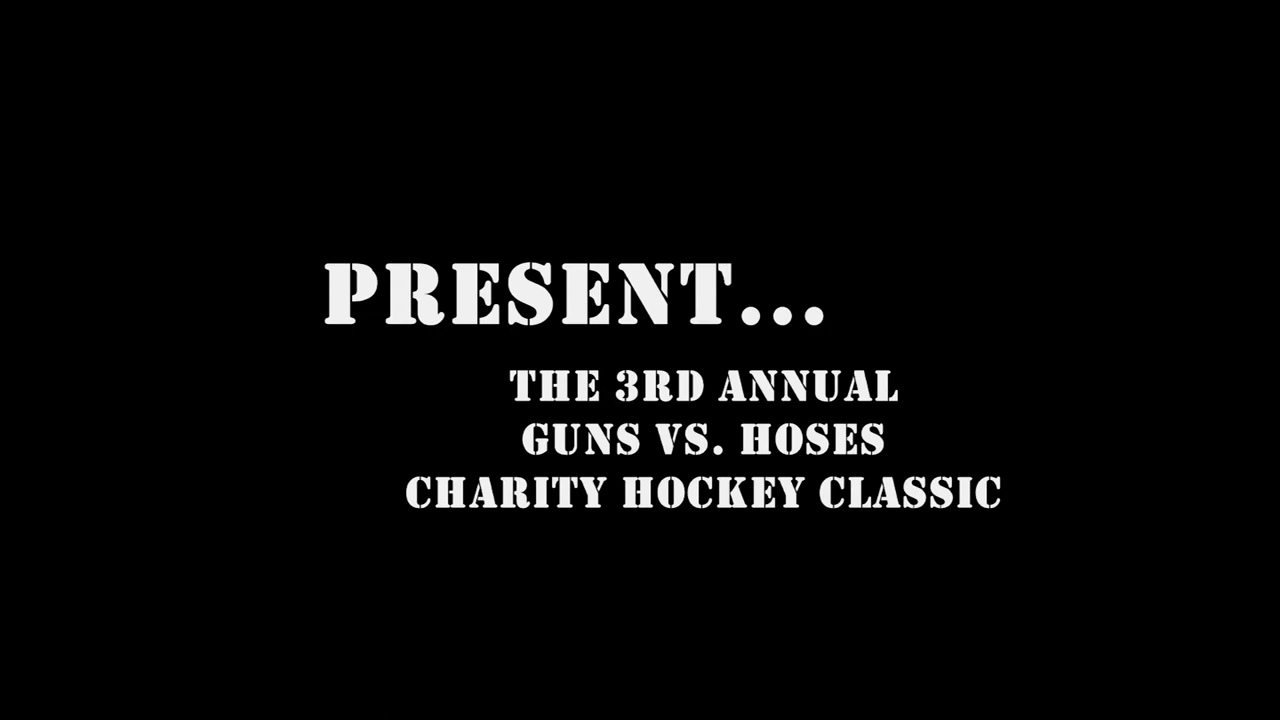 PRESENT...
THE 3RD ANNUAL
GUNS VS. HOSES
CHARITY HOCKEY CLASSIC